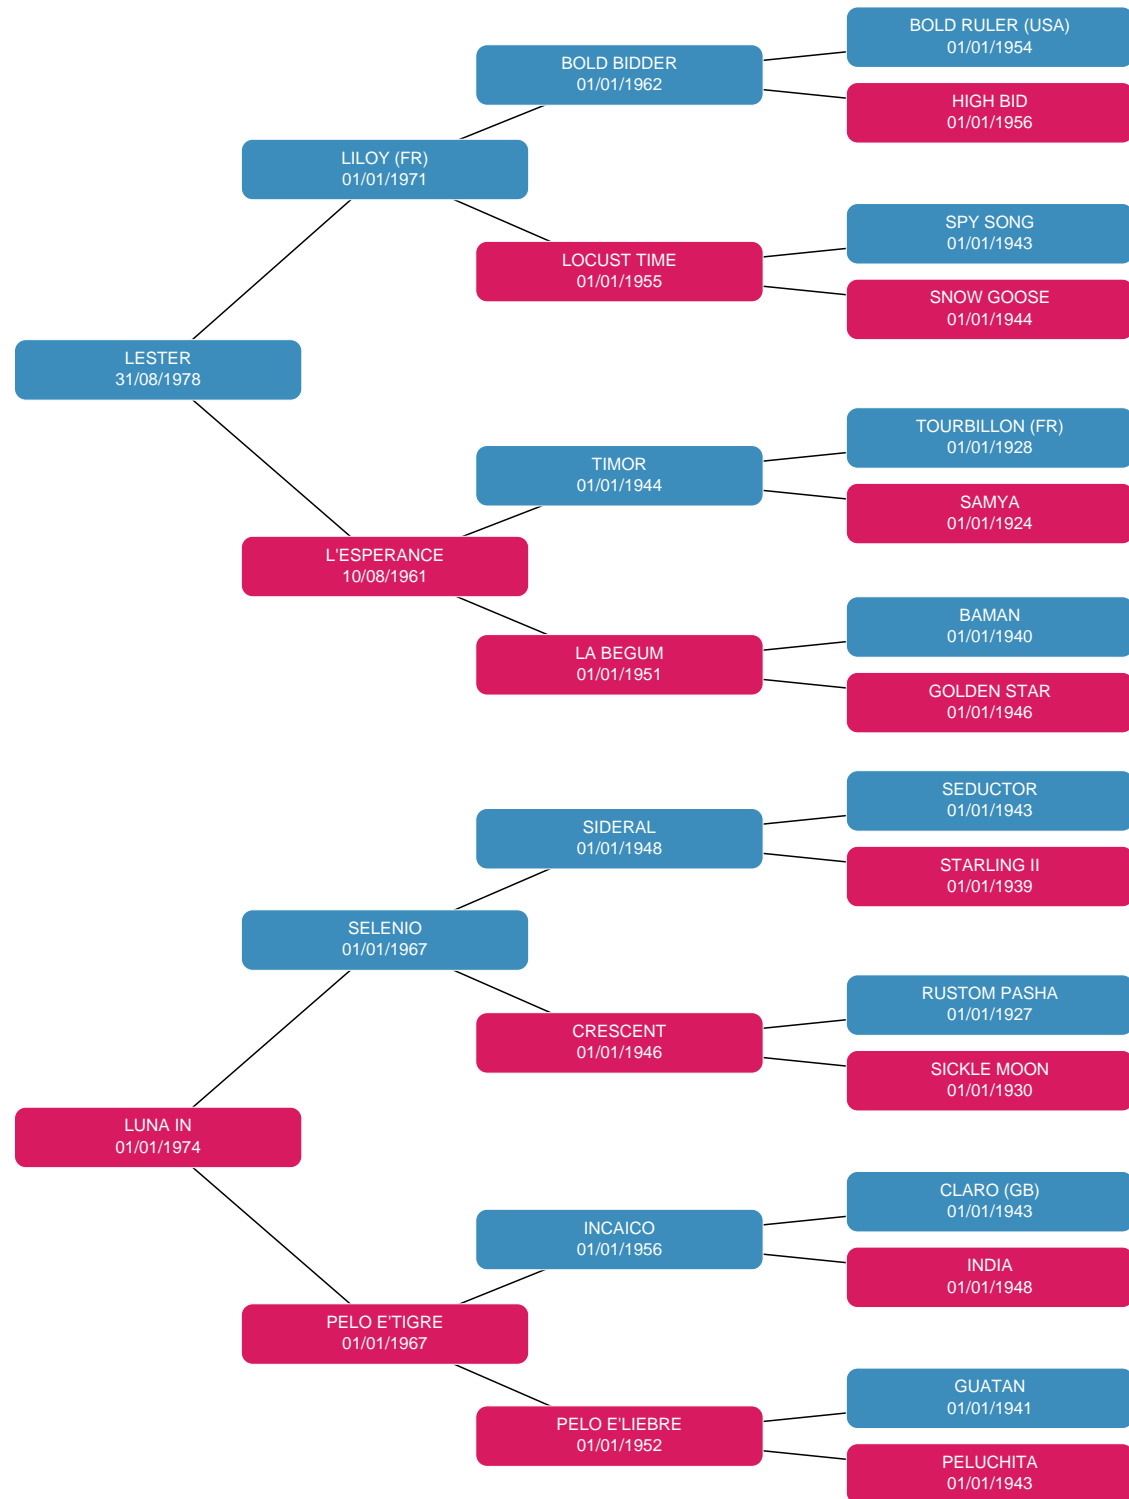 BOLD RULER (USA)
01/01/1954
BOLD BIDDER
01/01/1962
HIGH BID
01/01/1956
LILOY (FR)
01/01/1971
SPY SONG
01/01/1943
LOCUST TIME
01/01/1955
SNOW GOOSE
01/01/1944
LESTER
31/08/1978
TOURBILLON (FR)
01/01/1928
TIMOR
01/01/1944
SAMYA
01/01/1924
L'ESPERANCE
10/08/1961
BAMAN
01/01/1940
LA BEGUM
01/01/1951
GOLDEN STAR
01/01/1946
SEDUCTOR
01/01/1943
SIDERAL
01/01/1948
STARLING II
01/01/1939
SELENIO
01/01/1967
RUSTOM PASHA
01/01/1927
CRESCENT
01/01/1946
SICKLE MOON
01/01/1930
LUNA IN
01/01/1974
CLARO (GB)
01/01/1943
INCAICO
01/01/1956
INDIA
01/01/1948
PELO E'TIGRE
01/01/1967
GUATAN
01/01/1941
PELO E'LIEBRE
01/01/1952
PELUCHITA
01/01/1943